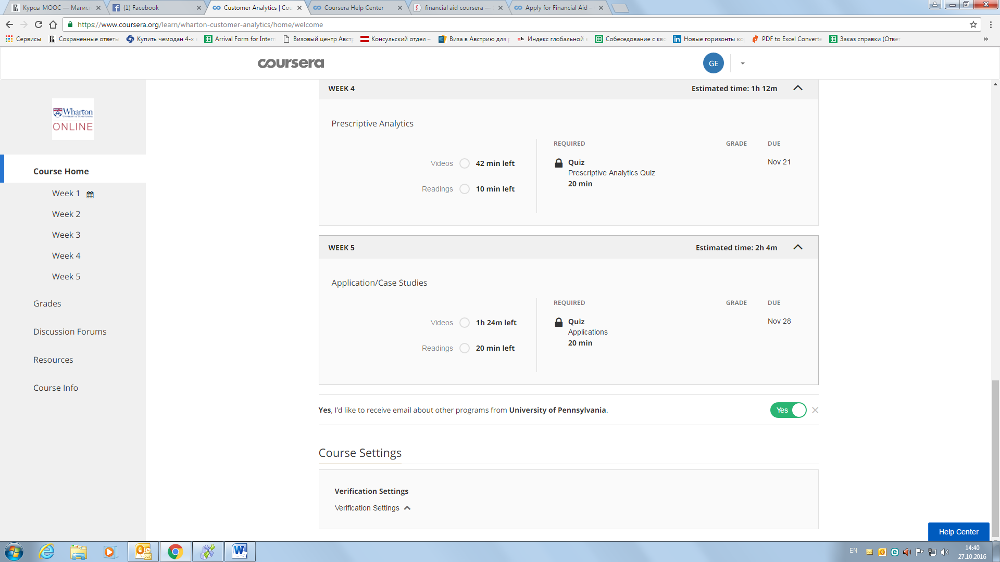 Курсы МООС — Магист
(1) Facebook
Customer Analytics | Cou
Coursera Help Center
financial aid coursera —
Apply for Financial Aid –
https://www.coursera.org/learn/wharton-customer-analytics/home/welcome
Сервисы
Сохраненные ответы
Купить чемодан 4-х
Arrival Form for Intern
Визовый центр Авст
Консульский отдел –
Виза в Австрию для
Индекс глобальной
Собеседование с кво
Новые горизонты ко
PDF to Excel Converte
Заказ справки (Ответ
»
coursera
GE
Wharton
UNIVERSITY of PENNSYLVANIA
ONLINE
Course Home
Week 1
Week 2
Week 3
Week 4
Week 5
Grades
Discussion Forums
Resources
Course Info
WEEK 4
Estimated time: 1h 12m
Prescriptive Analytics
REQUIRED
GRADE
DUE
Videos
42 min left
Readings
10 min left
Quiz
Nov 21
Prescriptive Analytics Quiz
20 min
WEEK 5
Estimated time: 2h 4m
Application/Case Studies
REQUIRED
GRADE
DUE
Videos
1h 24m left
Readings
20 min left
Quiz
Nov 28
Applications
20 min
Yes, I'd like to receive email about other programs from University of Pennsylvania.
Yes
Course Settings
Verification Settings
Verification Settings
Help Center
EN
14:40
27.10.2016